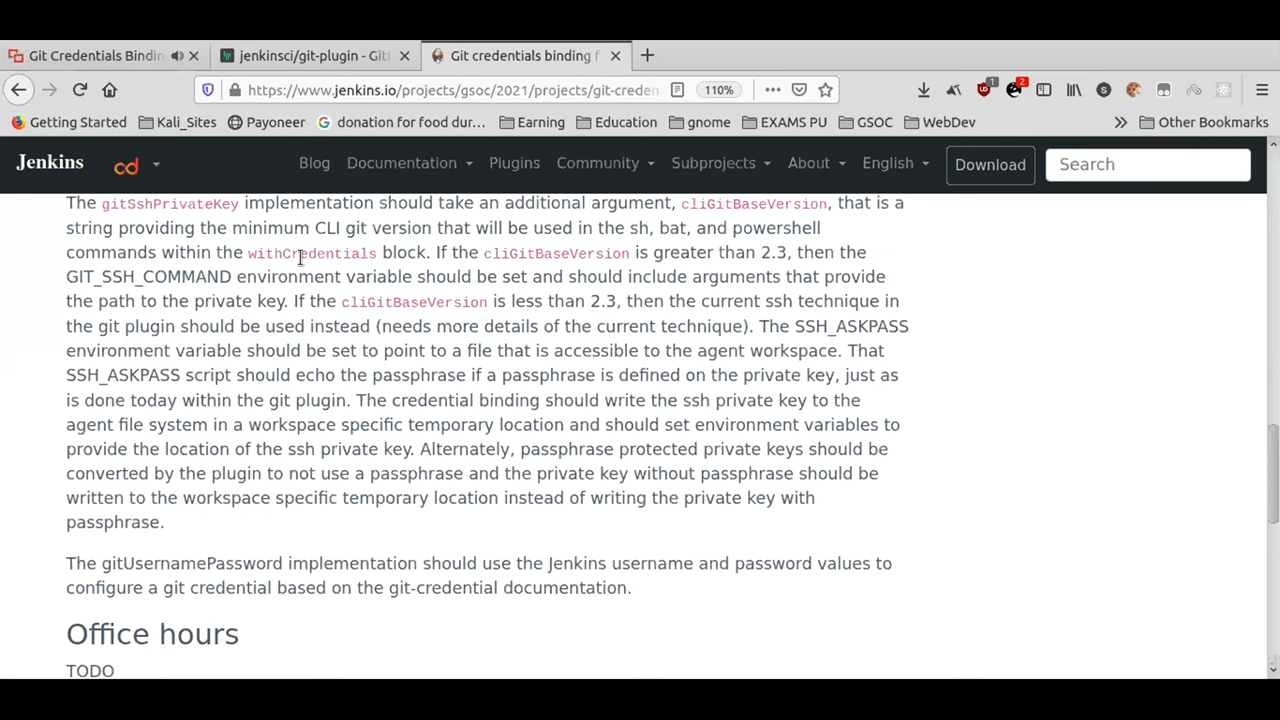 Git Credentials Bindin
jenkinsci/git-plugin - GitH
Git credentials binding f
https://www.jenkins.io/projects/gsoc/2021/projects/git-creden
110%
1
2
Getting Started
Kali_Sites
Payoneer
donation for food dur...
Earning
Education
gnome
EXAMS PU
GSOC
WebDev
Other Bookmarks
Jenkins
cd
Blog
Documentation
Plugins
Community
Subprojects
About
English
Download
Search
The gitSshPrivateKey implementation should take an additional argument, cliGitBaseVersion, that is a
string providing the minimum CLI git version that will be used in the sh, bat, and powershell
commands within the withCredentials block. If the cliGitBaseVersion is greater than 2.3, then the
GIT_SSH_COMMAND environment variable should be set and should include arguments that provide
the path to the private key. If the cliGitBaseVersion is less than 2.3, then the current ssh technique in
the git plugin should be used instead (needs more details of the current technique). The SSH_ASKPASS
environment variable should be set to point to a file that is accessible to the agent workspace. That
SSH_ASKPASS script should echo the passphrase if a passphrase is defined on the private key, just as
is done today within the git plugin. The credential binding should write the ssh private key to the
agent file system in a workspace specific temporary location and should set environment variables to
provide the location of the ssh private key. Alternately, passphrase protected private keys should be
converted by the plugin to not use a passphrase and the private key without passphrase should be
written to the workspace specific temporary location instead of writing the private key with
passphrase.
The gitUsernamePassword implementation should use the Jenkins username and password values to
configure a git credential based on the git-credential documentation.
Office hours
TODO